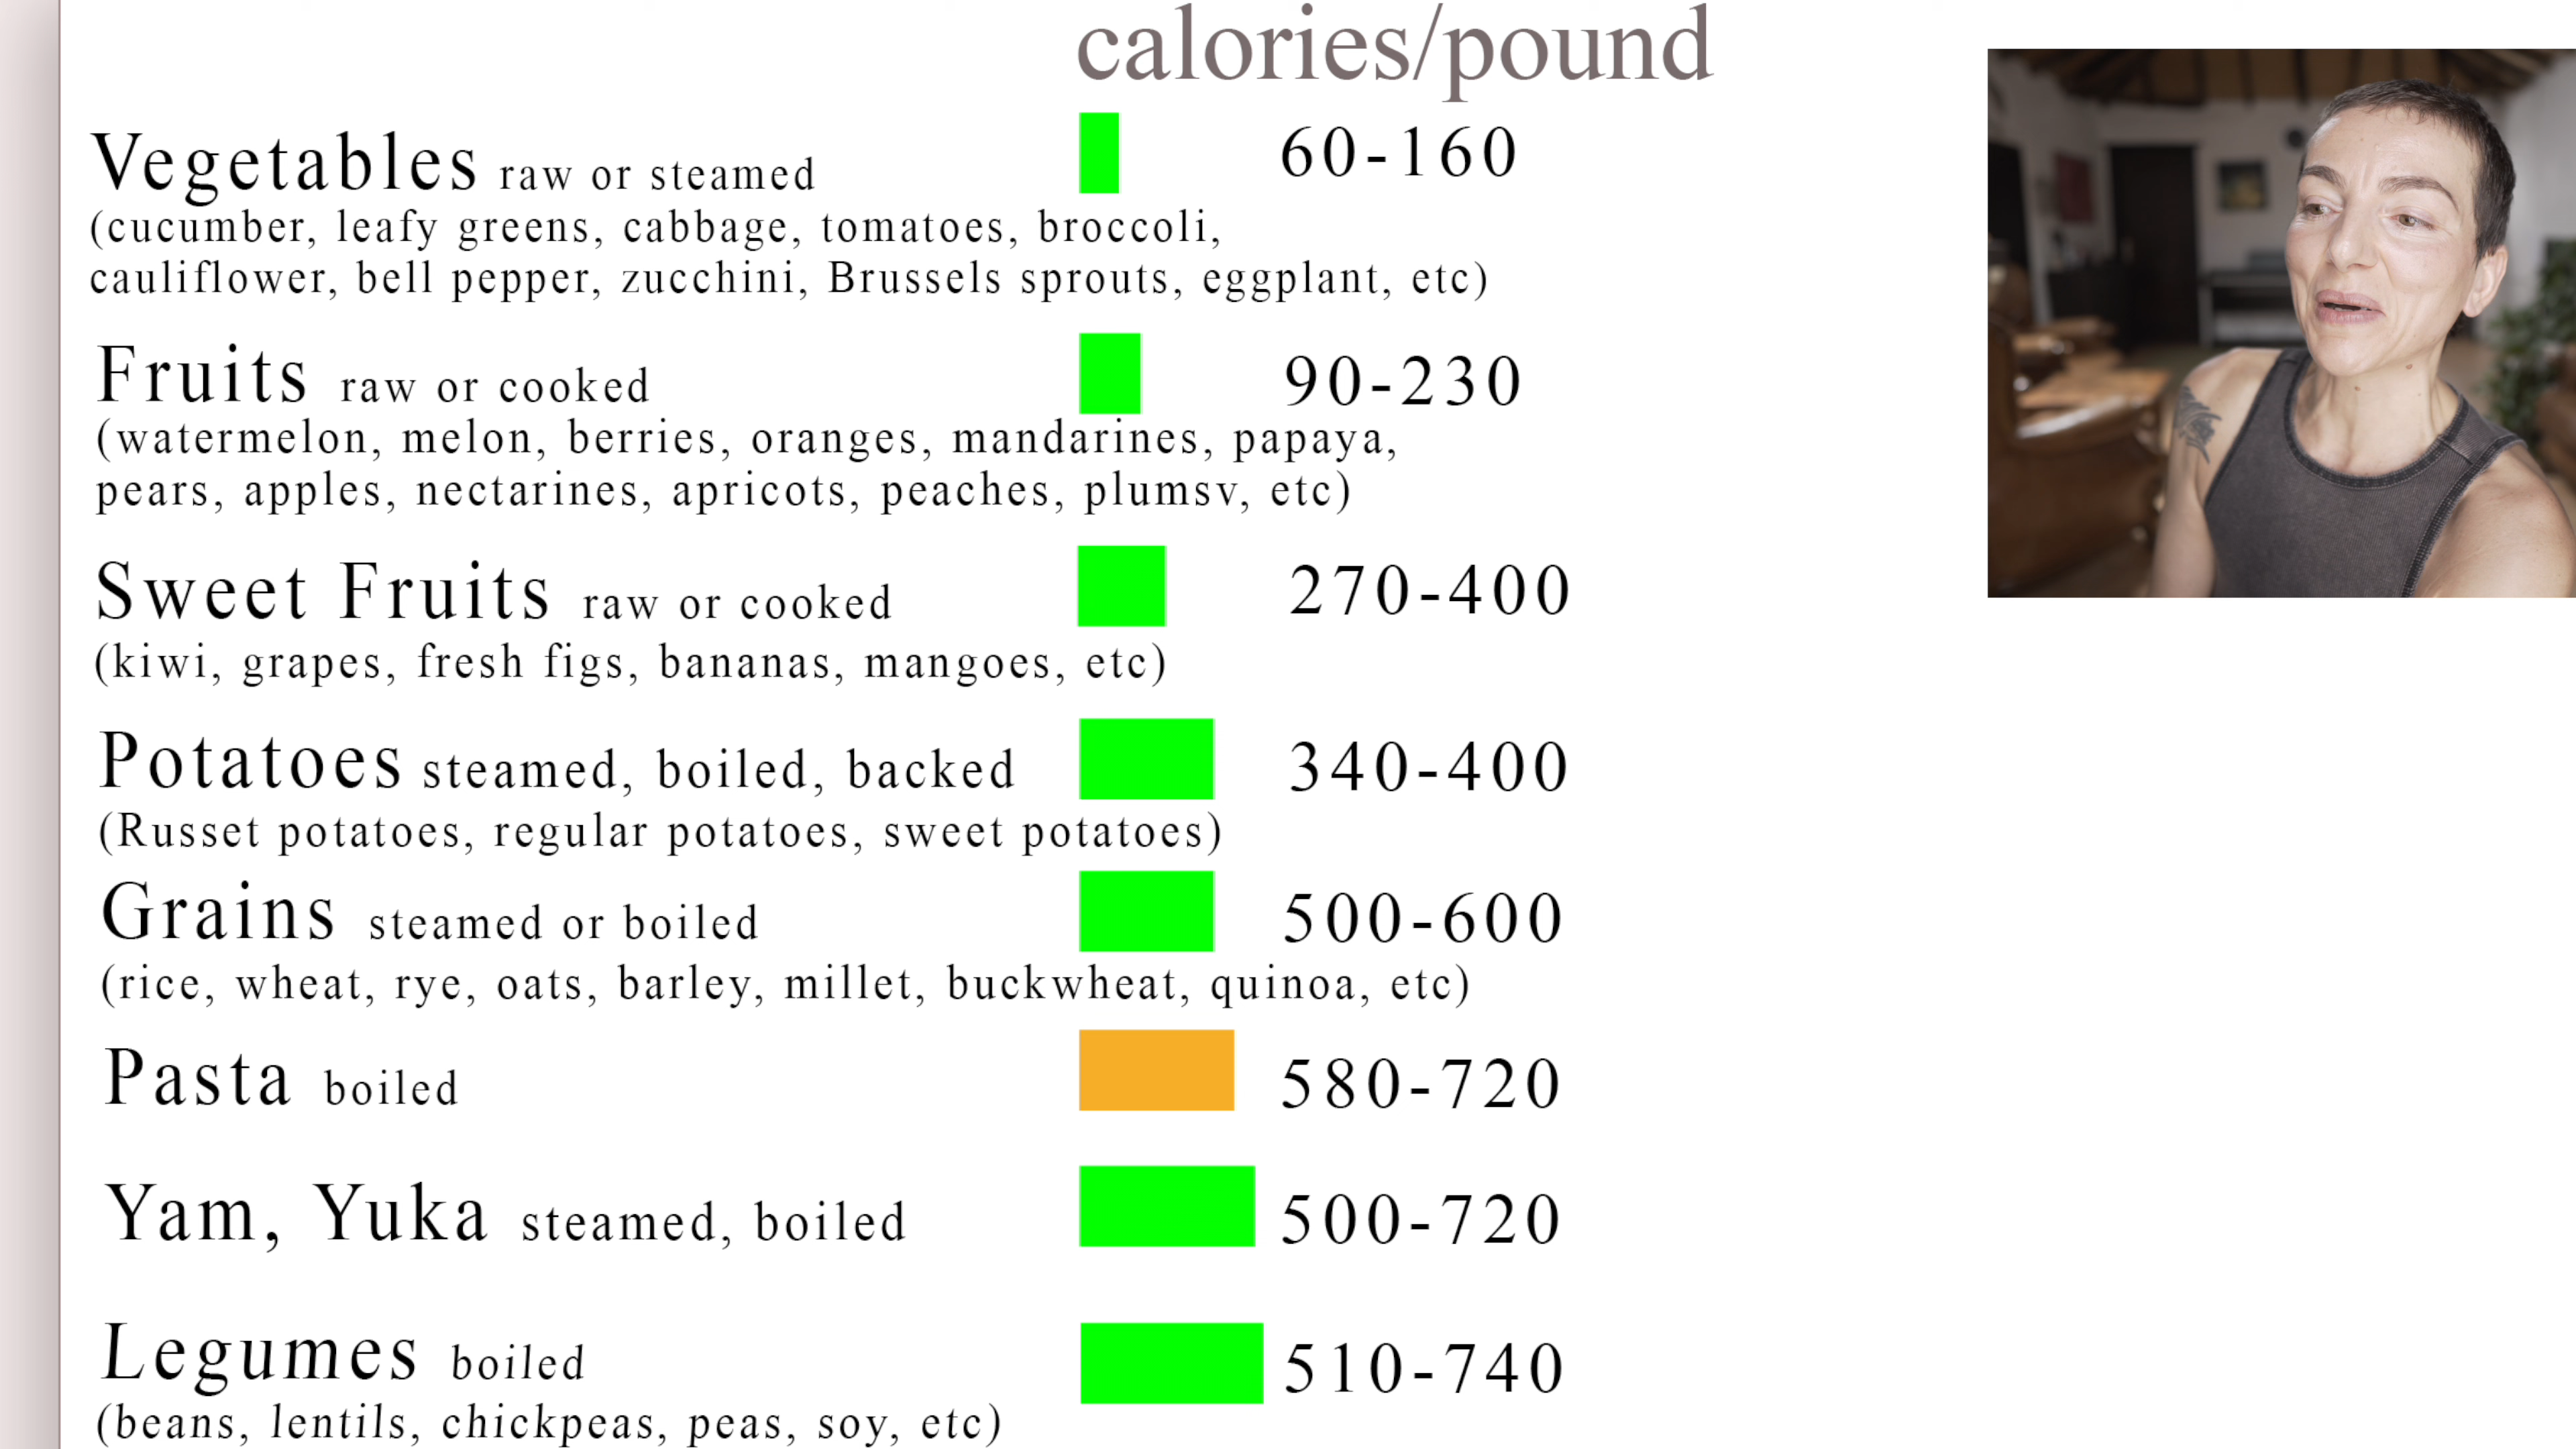 calories/pound
Vegetables raw or steamed 60-160
(cucumber, leafy greens, cabbage, tomatoes, broccoli,
cauliflower, bell pepper, zucchini, Brussels sprouts, eggplant, etc)
Fruits raw or cooked 90-230
(watermelon, melon, berries, oranges, mandarines, papaya,
pears, apples, nectarines, apricots, peaches, plumsv, etc)
Sweet Fruits raw or cooked 270-400
(kiwi, grapes, fresh figs, bananas, mangoes, etc)
Potatoes steamed, boiled, backed 340-400
(Russet potatoes, regular potatoes, sweet potatoes)
Grains steamed or boiled 500-600
(rice, wheat, rye, oats, barley, millet, buckwheat, quinoa, etc)
Pasta boiled 580-720
Yam, Yuka steamed, boiled 500-720
Legumes boiled 510-740
(beans, lentils, chickpeas, peas, soy, etc)